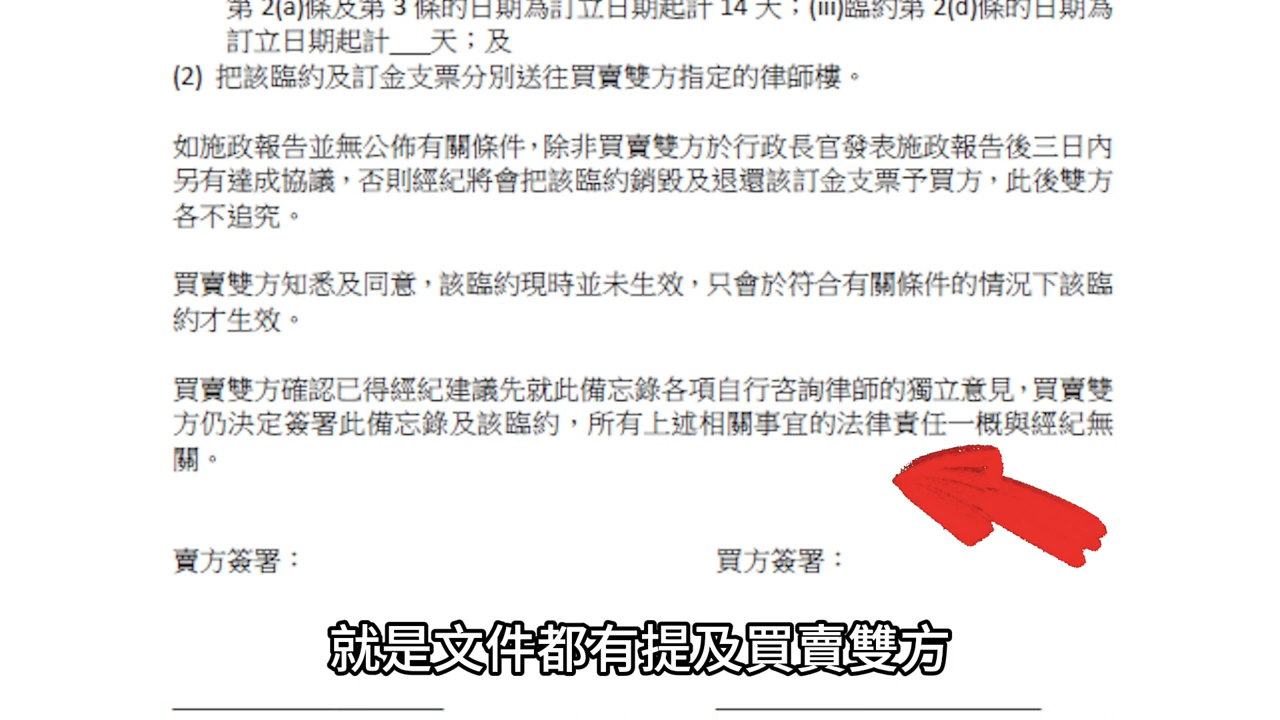 第 2(a)條及第 3 條的日期為訂立日期起計 14 天；(iii)臨約第 2(d)條的日期為
訂立日期起計___天；及
(2) 把該臨約及訂金支票分別送往買賣雙方指定的律師樓。
如施政報告並無公佈有關條件，除非買賣雙方於行政長官發表施政報告後三日內
另有達成協議，否則經紀將會把該臨約銷毀及退還該訂金支票予買方，此後雙方
各不追究。
買賣雙方知悉及同意，該臨約現時並未生效，只會於符合有關條件的情況下該臨
約才生效。
買賣雙方確認已得經紀建議先就此備忘錄各項自行咨詢律師的獨立意見，買賣雙
方仍決定簽署此備忘錄及該臨約，所有上述相關事宜的法律責任一概與經紀無
關。
賣方簽署：
買方簽署：
就是文件都有提及買賣雙方